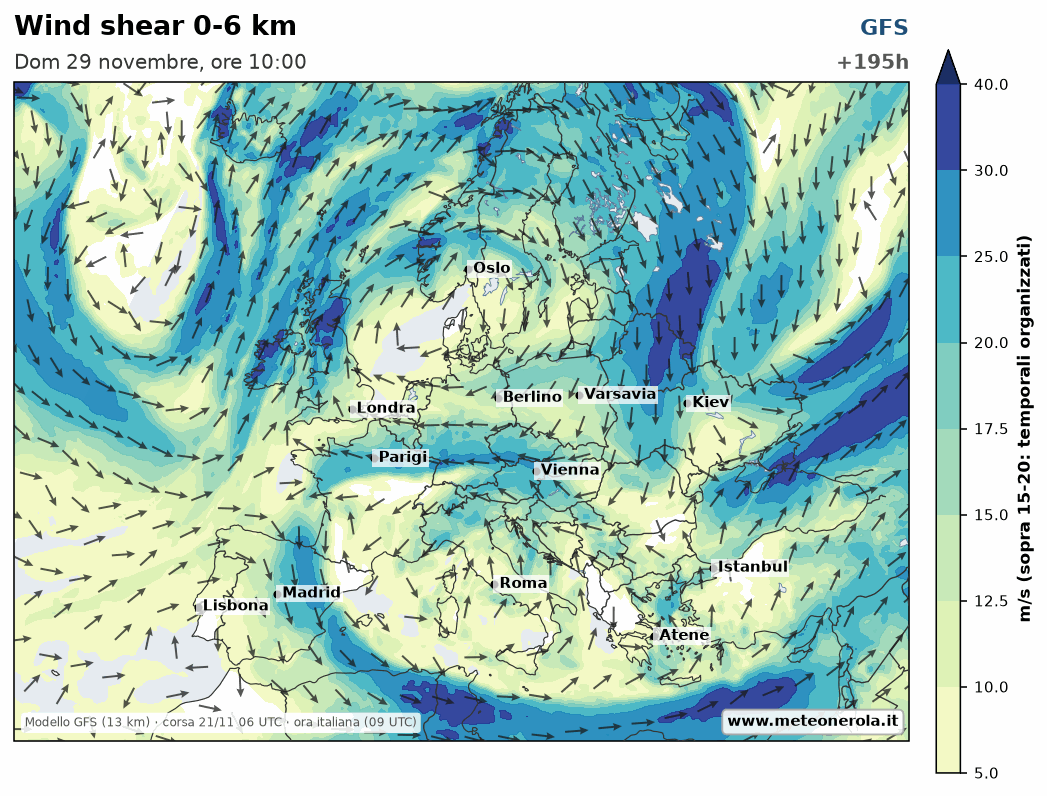 Wind shear 0-6 km
GFS
Dom 29 novembre, ore 10:00
+195h
40.0
30.0
25.0
20.0
17.5
15.0
12.5
10.0
5.0
m/s (sopra 15-20: temporali organizzati)
Oslo
Londra
Berlino
Varsavia
Kiev
Parigi
Vienna
Istanbul
Roma
Madrid
Lisbona
Atene
Modello GFS (13 km) · corsa 21/11 06 UTC · ora italiana (09 UTC)
www.meteonerola.it